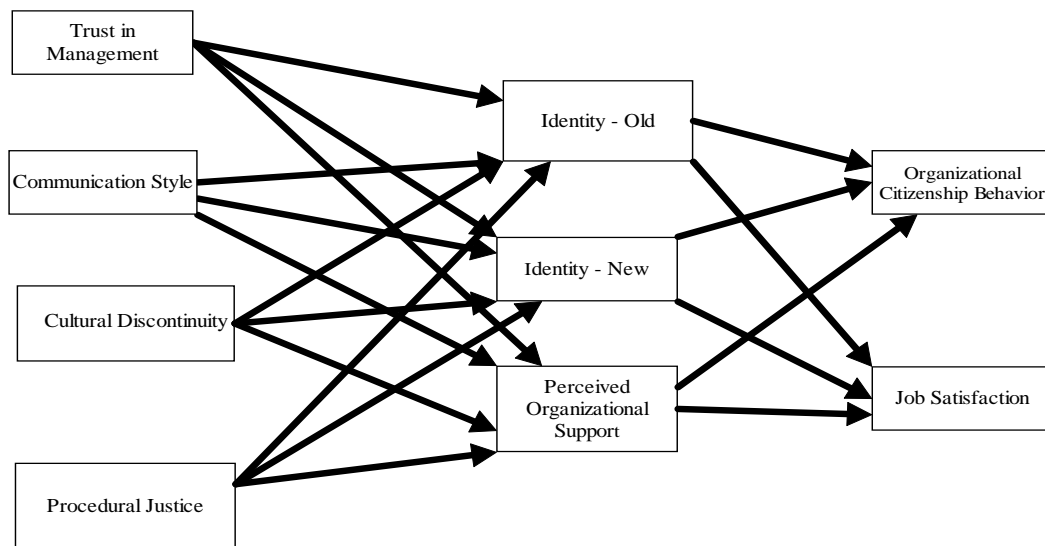 Trust in
Management
Communication Style
Cultural Discontinuity
Procedural Justice
Identity - Old
Identity - New
Perceived
Organizational
Support
Organizational
Citizenship Behavior
Job Satisfaction